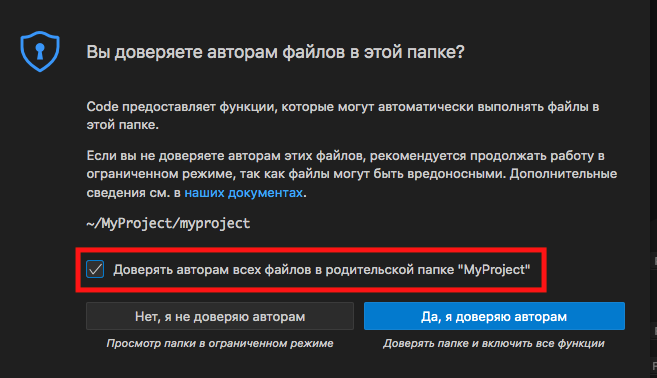 Вы доверяете авторам файлов в этой папке?
Code предоставляет функции, которые могут автоматически выполнять файлы в
этой папке.
Если вы не доверяете авторам этих файлов, рекомендуется продолжать работу в
ограниченном режиме, так как файлы могут быть вредоносными. Дополнительные
сведения см. в наших документах.
~/MyProject/myproject
Доверять авторам всех файлов в родительской папке "MyProject"
Нет, я не доверяю авторам
Да, я доверяю авторам
Просмотр папки в ограниченном режиме
Доверять папке и включить все функции